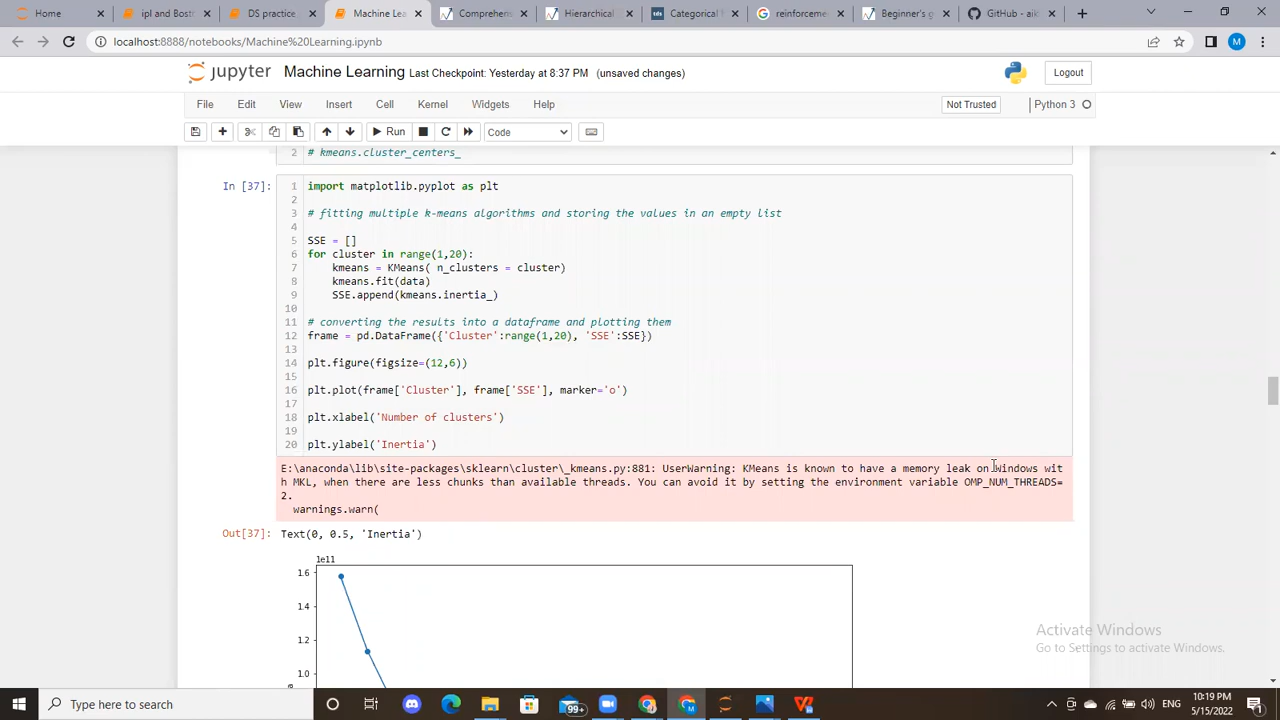 Home
ipl and Bostn
DS practice
Machine Lea
Comprehens
Hierarchical
Categorical
reinforceme
Beginner's g
GitHub - aik
localhost:8888/notebooks/Machine%20Learning.ipynb
M
jupyter Machine Learning Last Checkpoint: Yesterday at 8:37 PM (unsaved changes)
Logout
File Edit View Insert Cell Kernel Widgets Help
Not Trusted
Python 3
Run
Code
2 # kmeans.cluster_centers_
In [37]:
1 import matplotlib.pyplot as plt
2
3 # fitting multiple k-means algorithms and storing the values in an empty list
4
5 SSE = []
6 for cluster in range(1,20):
7 kmeans = KMeans( n_clusters = cluster)
8 kmeans.fit(data)
9 SSE.append(kmeans.inertia_)
10
11 # converting the results into a dataframe and plotting them
12 frame = pd.DataFrame({'Cluster':range(1,20), 'SSE':SSE})
13
14 plt.figure(figsize=(12,6))
15
16 plt.plot(frame['Cluster'], frame['SSE'], marker='o')
17
18 plt.xlabel('Number of clusters')
19
20 plt.ylabel('Inertia')
E:\anaconda\lib\site-packages\sklearn\cluster\_kmeans.py:881: UserWarning: KMeans is known to have a memory leak on Windows wit
h MKL, when there are less chunks than available threads. You can avoid it by setting the environment variable OMP_NUM_THREADS=
2.
warnings.warn(
Out[37]: Text(0, 0.5, 'Inertia')
1e11
1.6
1.4
1.2
1.0
Activate Windows
Go to Settings to activate Windows.
Type here to search
99+
ENG
10:19 PM
5/15/2022